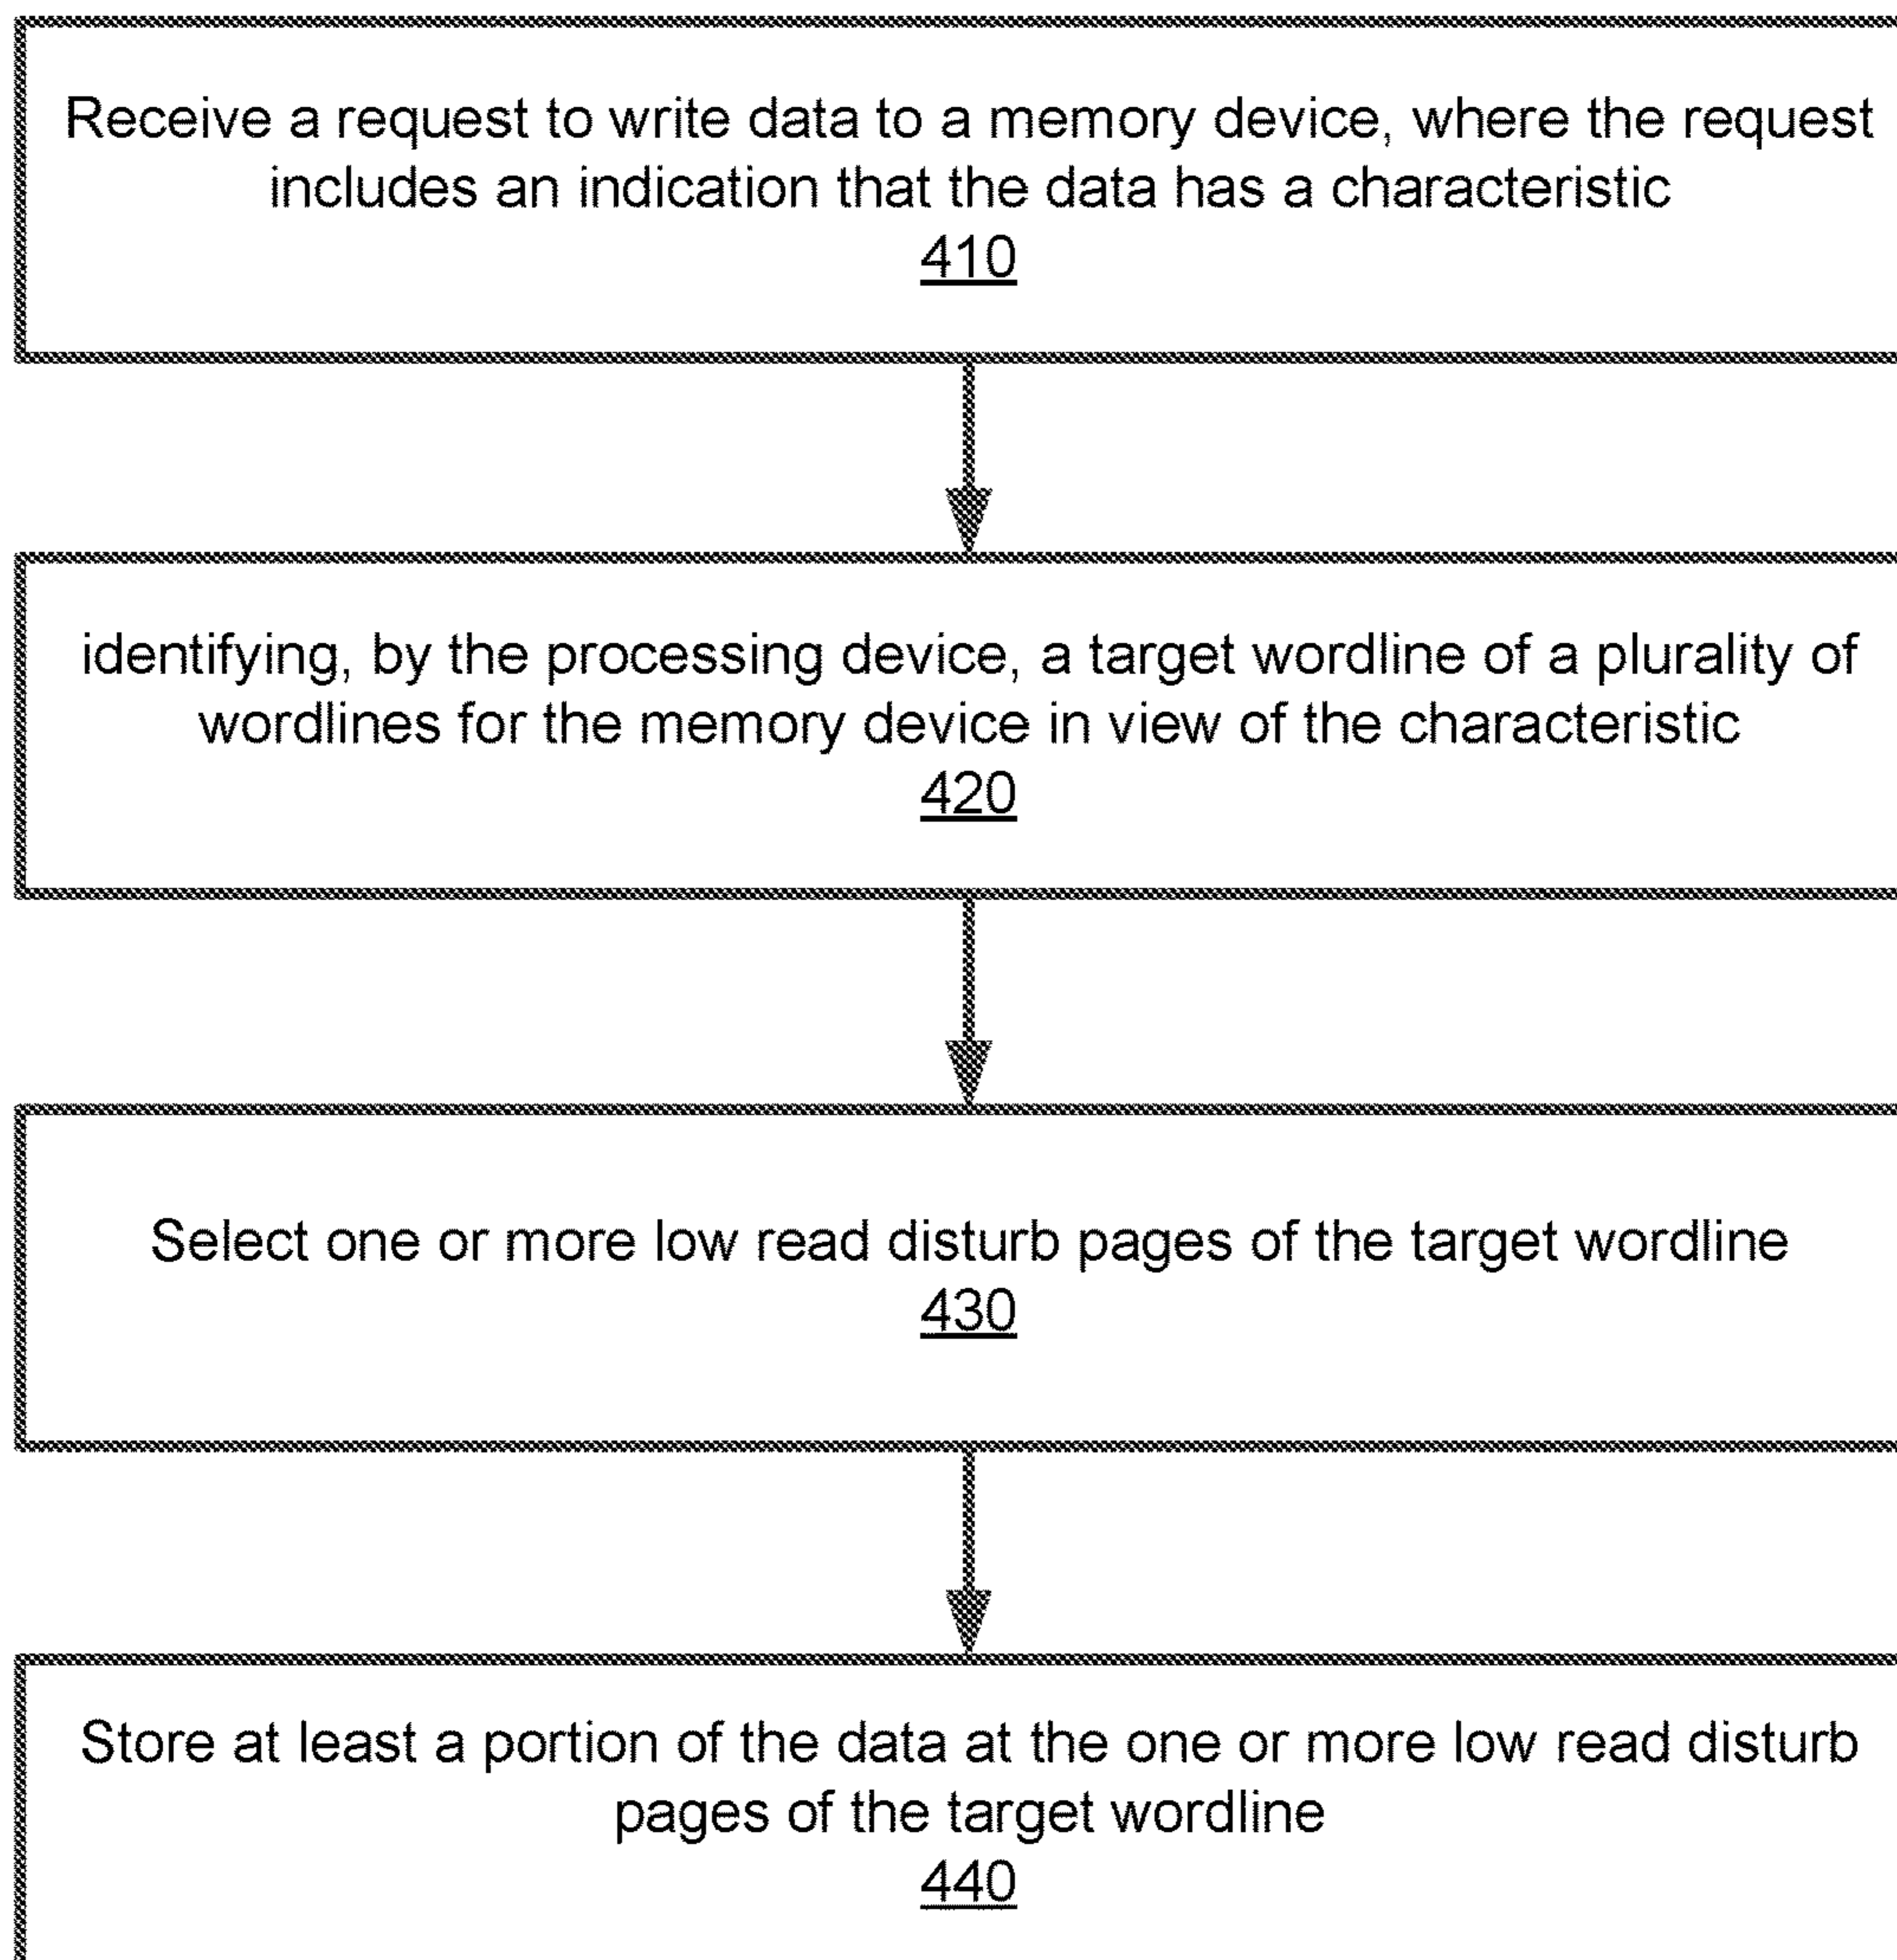 Receive a request to write data to a memory device, where the request
includes an indication that the data has a characteristic
410
identifying, by the processing device, a target wordline of a plurality of
wordlines for the memory device in view of the characteristic
420
Select one or more low read disturb pages of the target wordline
430
Store at least a portion of the data at the one or more low read disturb
pages of the target wordline
440